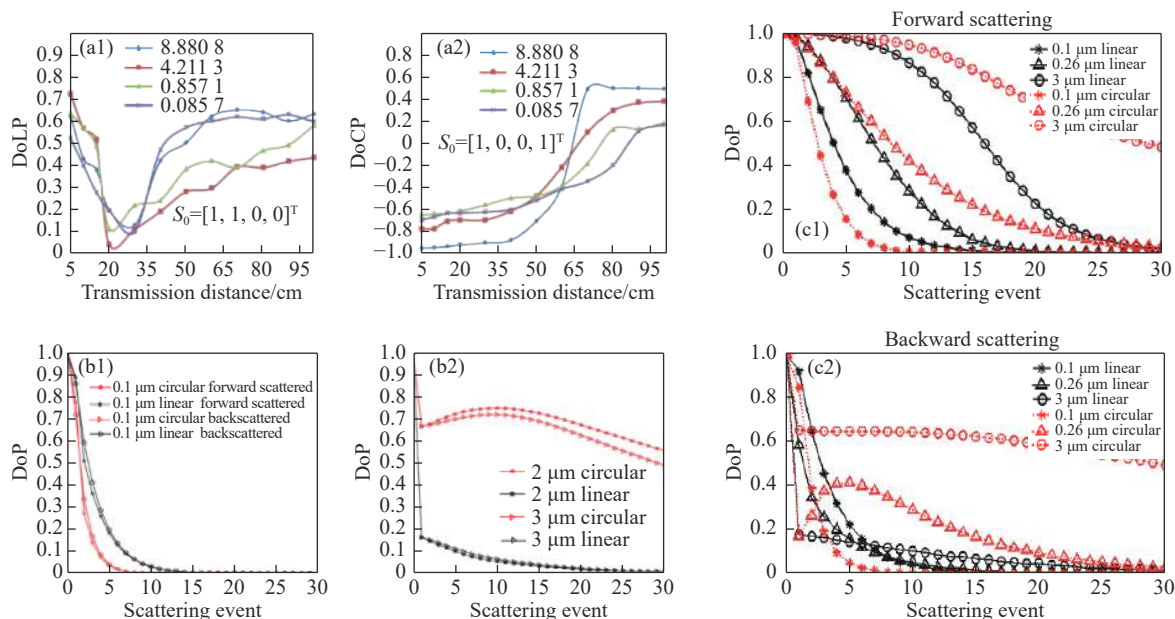 (a1)
8.880 8
4.211 3
0.857 1
0.085 7
S₀=[1, 1, 0, 0]ᵀ
DoLP
1.0
0.9
0.8
0.7
0.6
0.5
0.4
0.3
0.2
0.1
0
5 20 35 45 65 80 95
Transmission distance/cm
(a2)
8.880 8
4.211 3
0.857 1
0.085 7
S₀=[1, 0, 0, 1]ᵀ
DoCP
1.0
0.8
0.6
0.4
0.2
0
−0.2
−0.4
−0.6
−0.8
−1.0
5 20 35 50 65 80 95
Transmission distance/cm
Forward scattering
0.1 μm linear
0.26 μm linear
3 μm linear
0.1 μm circular
0.26 μm circular
3 μm circular
(c1)
DoP
1.0
0.8
0.6
0.4
0.2
0
0 5 10 15 20 25 30
Scattering event
(b1)
0.1 μm circular forward scattered
0.1 μm linear forward scattered
0.1 μm circular backscattered
0.1 μm linear backscattered
DoP
1.0
0.9
0.8
0.7
0.6
0.5
0.4
0.3
0.2
0.1
0
0 5 10 15 20 25 30
Scattering event
(b2)
2 μm circular
2 μm linear
3 μm circular
3 μm linear
DoP
1.0
0.9
0.8
0.7
0.6
0.5
0.4
0.3
0.2
0.1
0
0 5 10 15 20 25 30
Scattering event
Backward scattering
(c2)
0.1 μm linear
0.26 μm linear
3 μm linear
0.1 μm circular
0.26 μm circular
3 μm circular
DoP
1.0
0.8
0.6
0.4
0.2
0
0 5 10 15 20 25 30
Scattering event